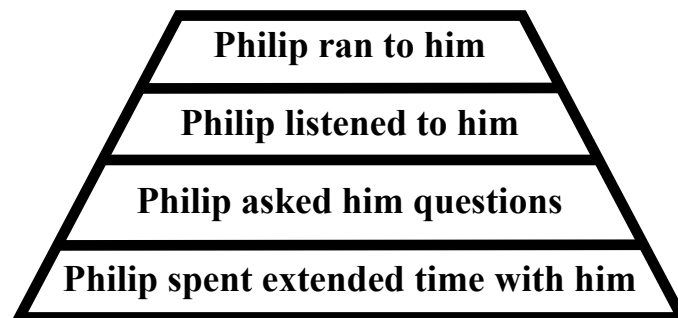 Philip ran to him
Philip listened to him
Philip asked him questions
Philip spent extended time with him